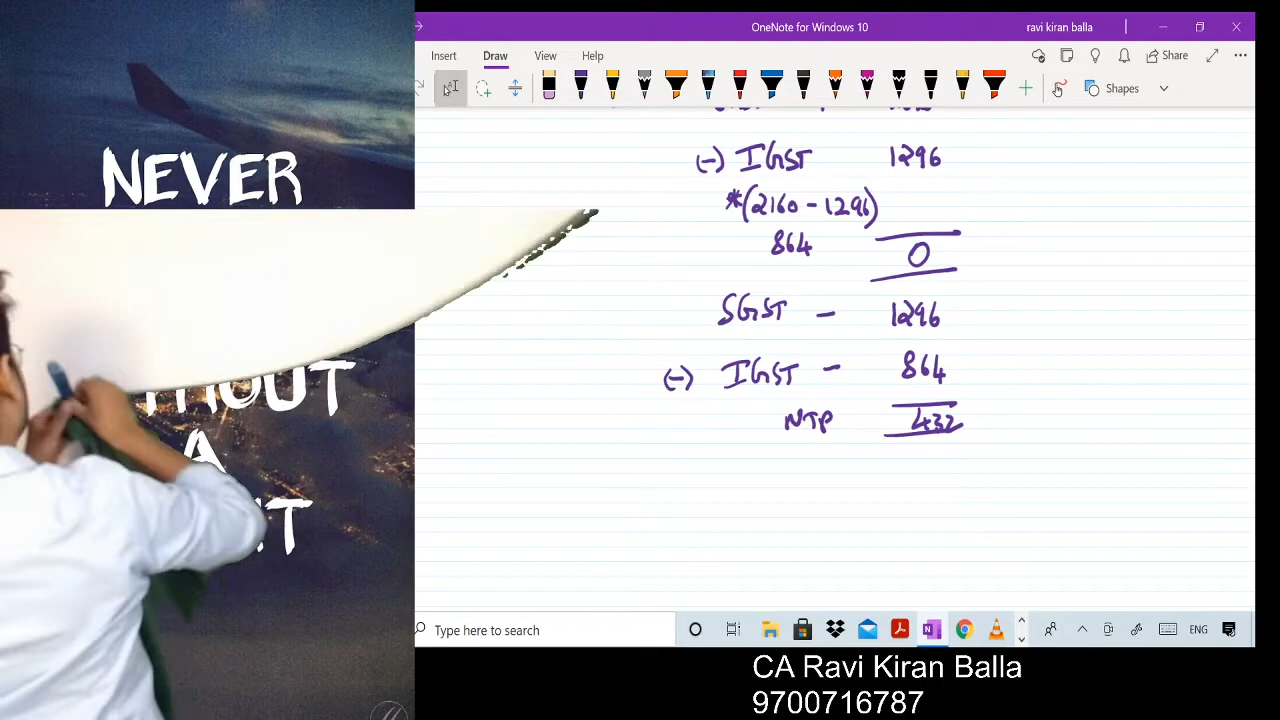 NEVER
A
OneNote for Windows 10
ravi kiran balla
Insert Draw View Help
Share
Shapes
(-) IGST 1296
*(2160 - 1296)
864 0
SGST - 1296
(-) IGST - 864
NTP 432
Type here to search
ENG
CA Ravi Kiran Balla
9700716787